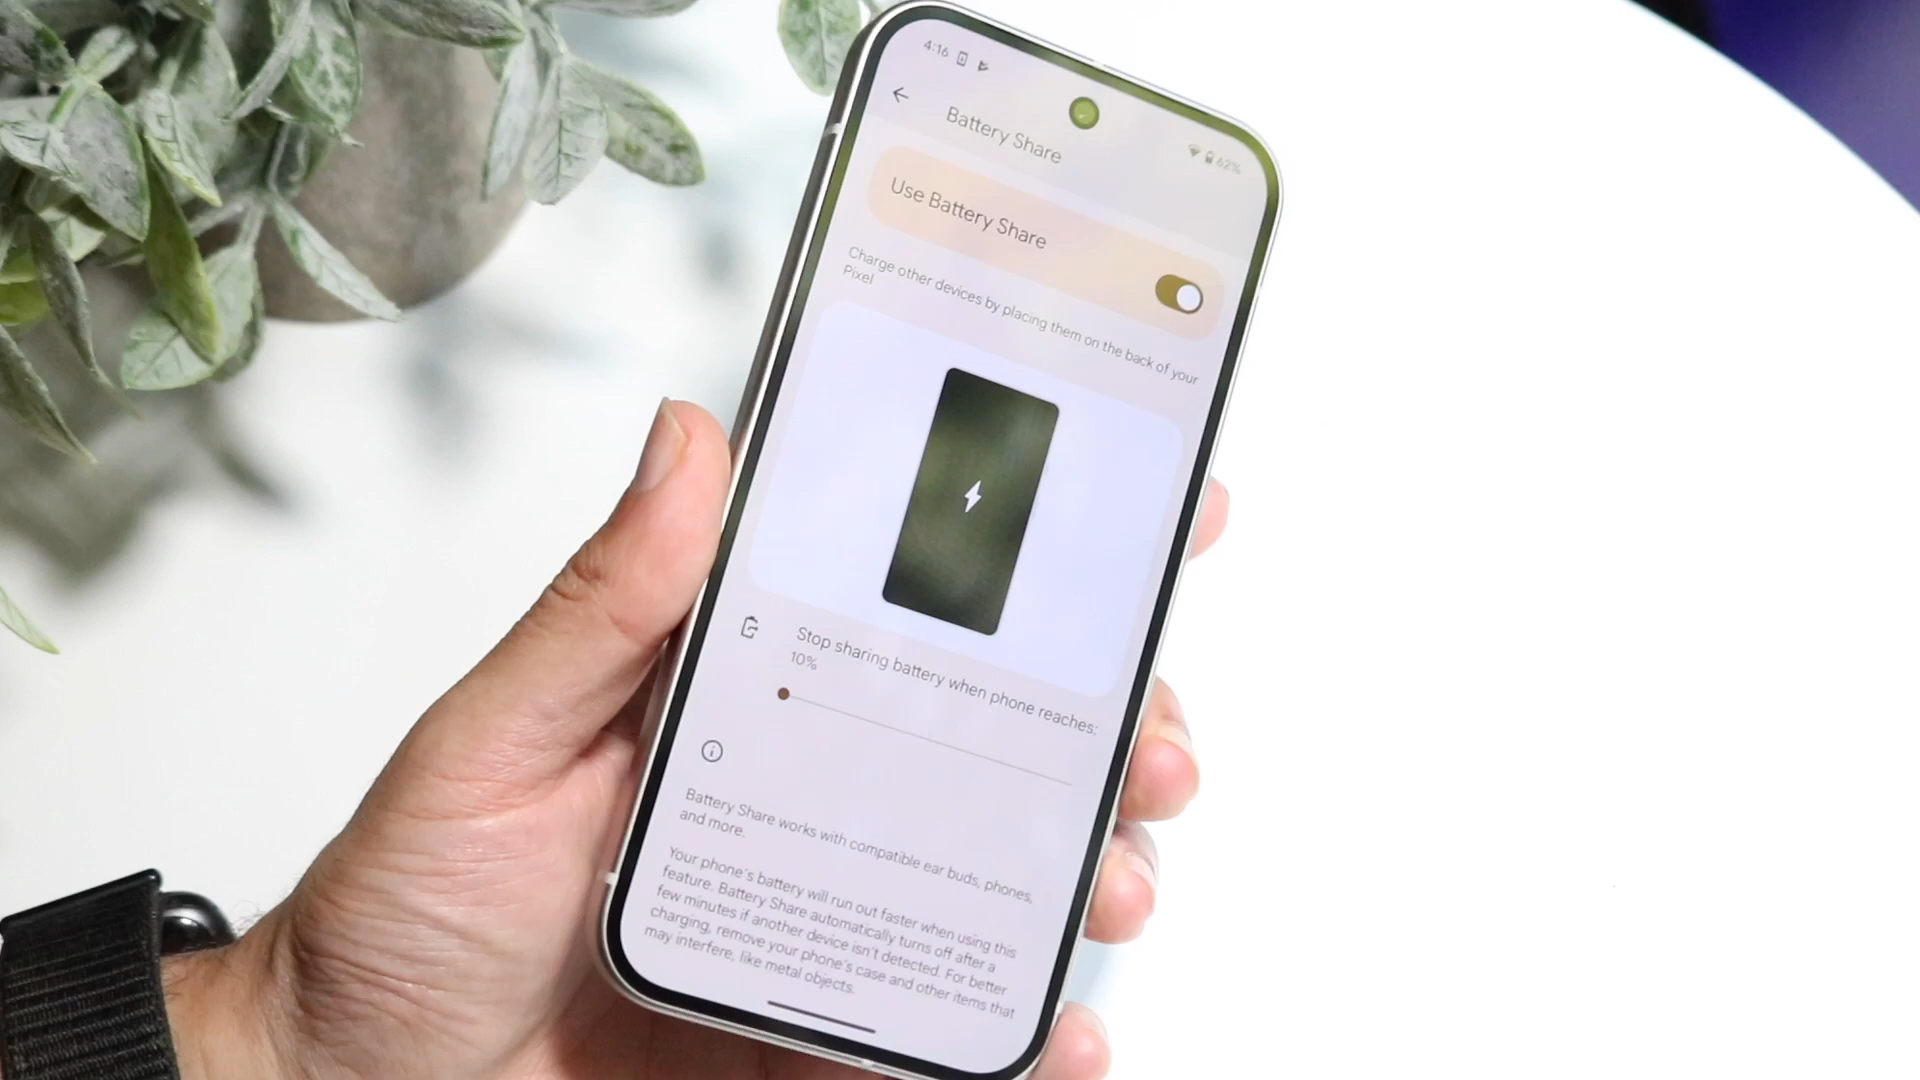 4:16
62%
Battery Share
Use Battery Share
Charge other devices by placing them on the back of your
Pixel
Stop sharing battery when phone reaches:
10%
Battery Share works with compatible ear buds, phones,
and more.
Your phone's battery will run out faster when using this
feature. Battery Share automatically turns off after a
few minutes if another device isn't detected. For better
charging, remove your phone's case and other items that
may interfere, like metal objects.